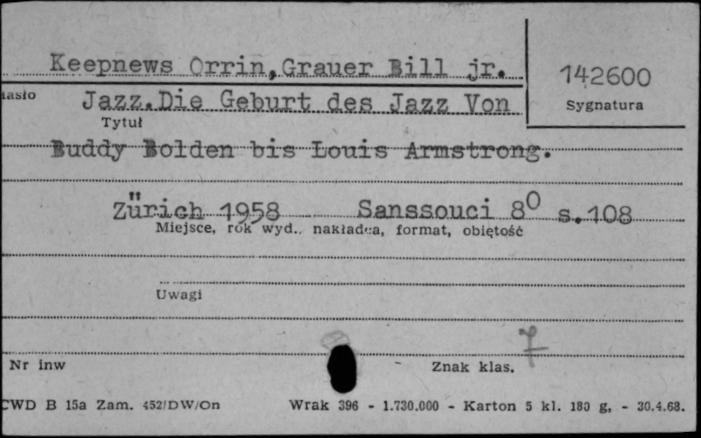 Keepnews Orrin,Grauer Bill jr.
142600
Sygnatura
Jazz.Die Geburt des Jazz Von
Tytuł
Buddy Bolden bis Louis Armstrong.
Zürich 1958 Sanssouci 8⁰ s.108
Miejsce, rok wyd., nakładca, format, objętość
Uwagi
7
Nr inw
Znak klas.
CWD B 15a Zam. 452/DW/On Wrak 396 - 1.730.000 - Karton 5 kl. 180 g, - 30.4.68.